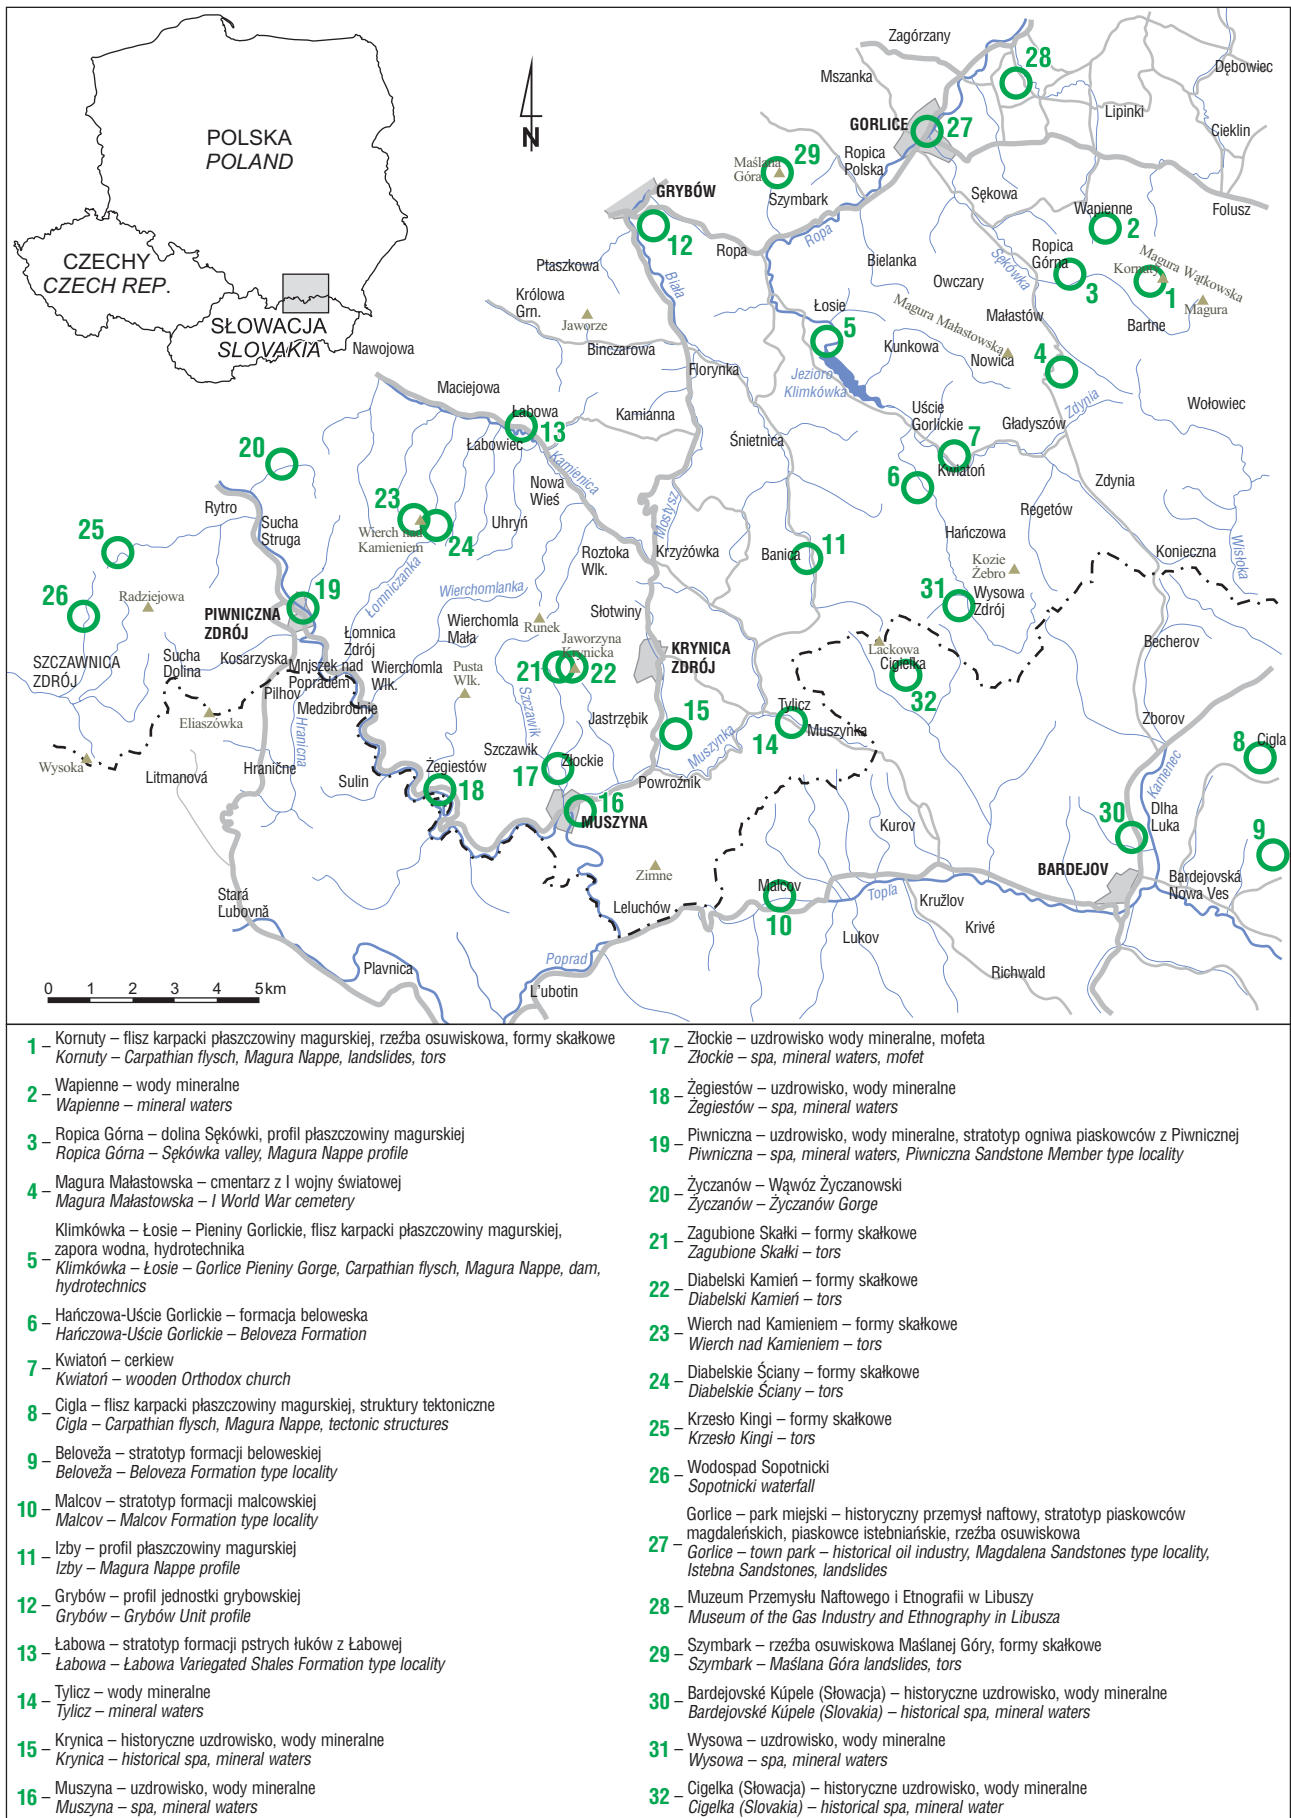 POLSKA
POLAND
CZECHY
CZECH REP.
SŁOWACJA
SLOVAKIA
N
Zagórzany
Mszanka
28
Dębowiec
Lipinki
GORLICE
27
Cieklin
Maślana
Góra
29
Ropica
Polska
Szymbark
Sękowa
Wapienne
Folusz
2
GRYBÓW
12
Ropa
Ropa
Bielanka
Ropica
Górna
Sękówka
3
Kornuty
Magura Wątkowska
1
Magura
Bartne
Ptaszkowa
Biała
Owczary
Królowa
Grn.
Jaworze
Łosie
5
Magura Małastowska
Małastów
Binczarowa
Kunkowa
Nowica
4
Nawojowa
Florynka
Jezioro
Klimkówka
Maciejowa
Łabowa
13
Kamianna
Uście
Gorlickie
Gładyszów
Zdynia
Wołowiec
Łabowiec
Śnietnica
7
Kwiatoń
6
20
Kamienica
Nowa
Wieś
Zdynia
Rytro
23
Wierch nad
Kamieniem
24
Uhryń
Mostysz
Regetów
Sucha
Struga
25
Hańczowa
Roztoka
Wlk.
Krzyżówka
Banica
11
Konieczna
Wisłoka
Kozie
Żebro
Łomniczanka
Wierchomlanka
26
Radziejowa
PIWNICZNA
ZDRÓJ
19
31
Wysowa
Zdrój
Słotwiny
Runek
Wierchomla
Mała
Łomnica
Zdrój
Becherov
Jaworzyna
Krynicka
KRYNICA
ZDRÓJ
Lackowa
Cigielka
32
SZCZAWNICA
ZDRÓJ
Sucha
Dolina
Kosarzyska
Mnjszek nad
Popradem
Wierchomla
Wlk.
Pusta
Wlk.
21
22
Pilhov
Medzibrodnie
Szczawik
Jastrzębik
15
Tylicz
Muszynka
14
Zborov
Eliaszówka
Hranicna
Muszynka
8
Cigla
Wysoka
Litmanová
Hranične
Sulin
Szczawik
Złockie
17
Żegiestów
18
Powroźnik
Kamenec
16
MUSZYNA
Kurov
30
Dlha
Luka
9
Zimne
Malcov
BARDEJOV
Bardejovská
Nowa Ves
Stará
Ľubovnă
Leluchów
10
Topľa
Kružlov
Krivé
Lukov
Poprad
Plavnica
Richwald
L'ubotin
0 1 2 3 4 5 km
1 – Kornuty – flisz karpacki płaszczowiny magurskiej, rzeźba osuwiskowa, formy skałkowe
Kornuty – Carpathian flysch, Magura Nappe, landslides, tors
2 – Wapienne – wody mineralne
Wapienne – mineral waters
3 – Ropica Górna – dolina Sękówki, profil płaszczowiny magurskiej
Ropica Górna – Sękówka valley, Magura Nappe profile
4 – Magura Małastowska – cmentarz z I wojny światowej
Magura Małastowska – I World War cemetery
5 – Klimkówka – Łosie – Pieniny Gorlickie, flisz karpacki płaszczowiny magurskiej,
zapora wodna, hydrotechnika
Klimkówka – Łosie – Gorlice Pieniny Gorge, Carpathian flysch, Magura Nappe, dam,
hydrotechnics
6 – Hańczowa-Uście Gorlickie – formacja beloweska
Hańczowa-Uście Gorlickie – Beloveza Formation
7 – Kwiatoń – cerkiew
Kwiatoń – wooden Orthodox church
8 – Cigla – flisz karpacki płaszczowiny magurskiej, struktury tektoniczne
Cigla – Carpathian flysch, Magura Nappe, tectonic structures
9 – Beloveža – stratotyp formacji beloweskiej
Beloveža – Beloveza Formation type locality
10 – Malcov – stratotyp formacji malcowskiej
Malcov – Malcov Formation type locality
11 – Izby – profil płaszczowiny magurskiej
Izby – Magura Nappe profile
12 – Grybów – profil jednostki grybowskiej
Grybów – Grybów Unit profile
13 – Łabowa – stratotyp formacji pstrych łuków z Łabowej
Łabowa – Łabowa Variegated Shales Formation type locality
14 – Tylicz – wody mineralne
Tylicz – mineral waters
15 – Krynica – historyczne uzdrowisko, wody mineralne
Krynica – historical spa, mineral waters
16 – Muszyna – uzdrowisko, wody mineralne
Muszyna – spa, mineral waters
17 – Złockie – uzdrowisko wody mineralne, mofeta
Złockie – spa, mineral waters, mofet
18 – Żegiestów – uzdrowisko, wody mineralne
Żegiestów – spa, mineral waters
19 – Piwniczna – uzdrowisko, wody mineralne, stratotyp ogniwa piaskowców z Piwnicznej
Piwniczna – spa, mineral waters, Piwniczna Sandstone Member type locality
20 – Życzanów – Wąwóz Życzanowski
Życzanów – Życzanów Gorge
21 – Zagubione Skałki – formy skałkowe
Zagubione Skałki – tors
22 – Diabelski Kamień – formy skałkowe
Diabelski Kamień – tors
23 – Wierch nad Kamieniem – formy skałkowe
Wierch nad Kamieniem – tors
24 – Diabelskie Ściany – formy skałkowe
Diabelskie Ściany – tors
25 – Krzesło Kingi – formy skałkowe
Krzesło Kingi – tors
26 – Wodospad Sopotnicki
Sopotnicki waterfall
27 – Gorlice – park miejski – historyczny przemysł naftowy, stratotyp piaskowców
magdaleńskich, piaskowce istebniańskie, rzeźba osuwiskowa
Gorlice – town park – historical oil industry, Magdalena Sandstones type locality,
Istebna Sandstones, landslides
28 – Muzeum Przemysłu Naftowego i Etnografii w Libuszy
Museum of the Gas Industry and Ethnography in Libusza
29 – Szymbark – rzeźba osuwiskowa Maślanej Góry, formy skałkowe
Szymbark – Maślana Góra landslides, tors
30 – Bardejovské Kúpele (Słowacja) – historyczne uzdrowisko, wody mineralne
Bardejovské Kúpele (Slovakia) – historical spa, mineral waters
31 – Wysowa – uzdrowisko, wody mineralne
Wysowa – spa, mineral waters
32 – Cigelka (Słowacja) – historyczne uzdrowisko, wody mineralne
Cigelka (Slovakia) – historical spa, mineral water